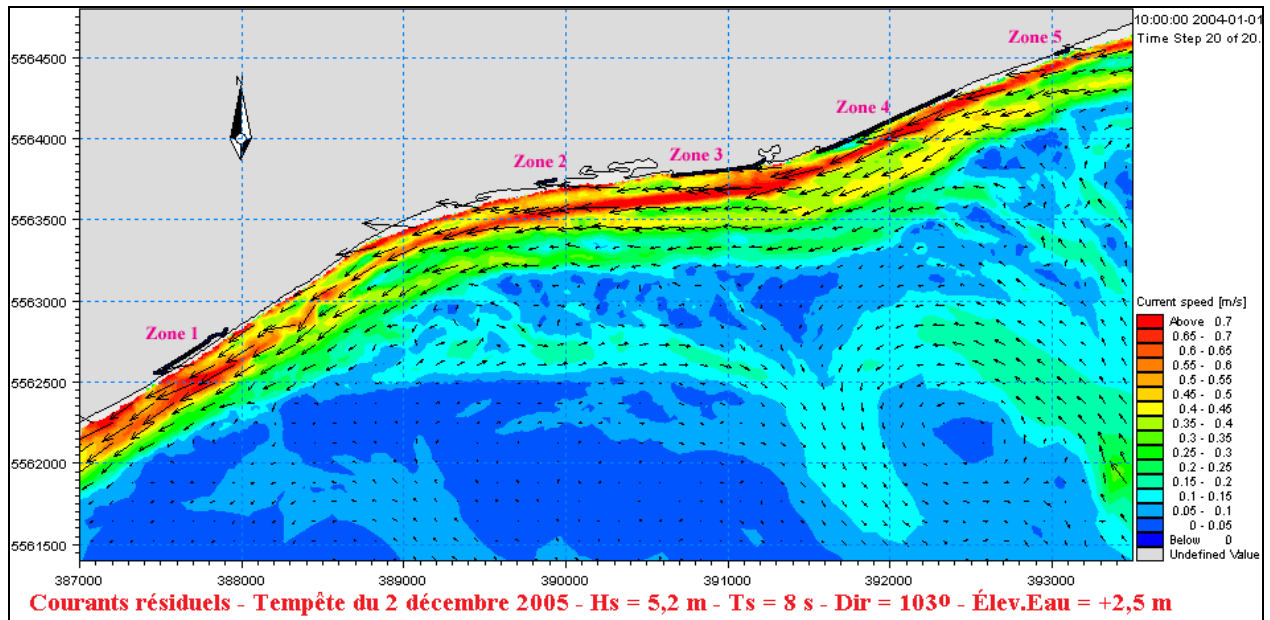 10:00:00 2004-01-01
Time Step 20 of 20.
Zone 5
5564500
N
Zone 4
5564000
Zone 2
Zone 3
5563500
5563000
Zone 1
5562500
5562000
5561500
Current speed [m/s]
Above 0.7
0.65 - 0.7
0.6 - 0.65
0.55 - 0.6
0.5 - 0.55
0.45 - 0.5
0.4 - 0.45
0.35 - 0.4
0.3 - 0.35
0.25 - 0.3
0.2 - 0.25
0.15 - 0.2
0.1 - 0.15
0.05 - 0.1
0 - 0.05
Below 0
Undefined Value
387000 388000 389000 390000 391000 392000 393000
Courants résiduels - Tempête du 2 décembre 2005 - Hs = 5,2 m - Ts = 8 s - Dir = 103º - Élev.Eau = +2,5 m